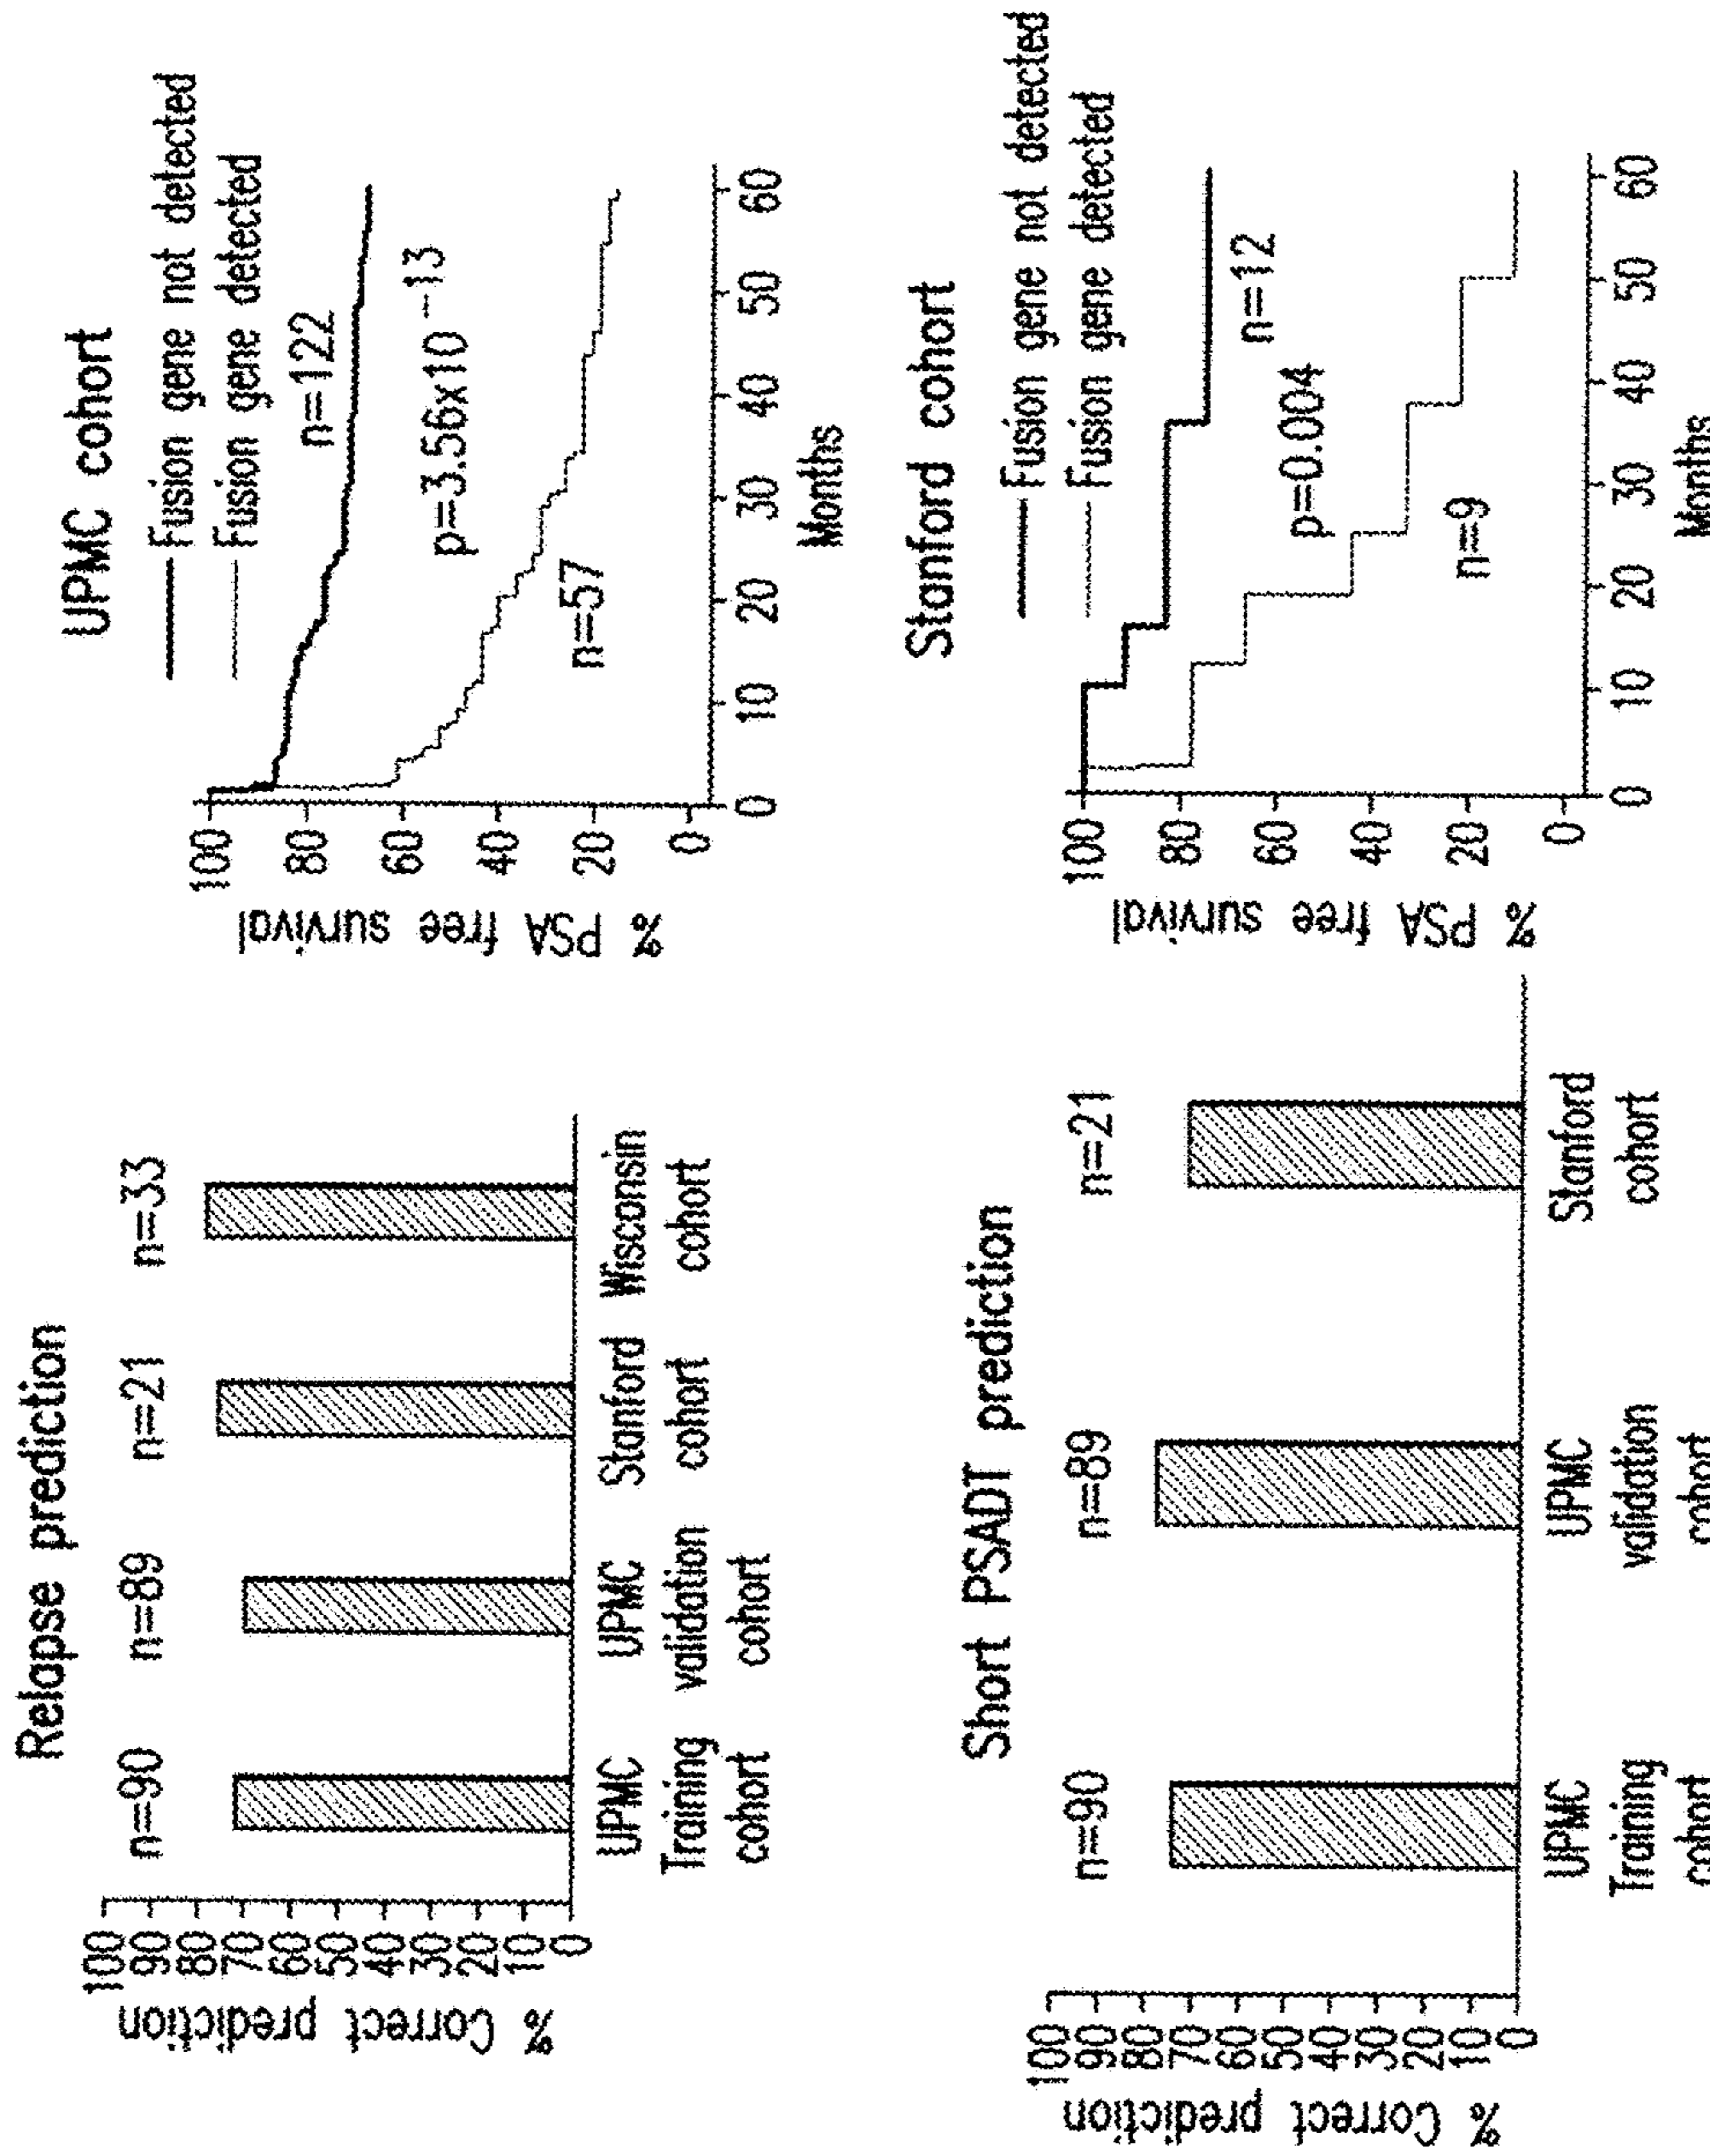 Relapse prediction
n=90
n=89
n=21
n=33
% Correct prediction
100
90
80
70
60
50
40
30
20
10
0
UPMC
Training
cohort
UPMC
validation
cohort
Stanford
cohort
Wisconsin
cohort
UPMC cohort
Fusion gene not detected
Fusion gene detected
n=122
p=3.56x10 -13
n=57
% PSA free survival
100
80
60
40
20
0
0 10 20 30 40 50 60
Months
Short PSADT prediction
n=90
n=89
n=21
% Correct prediction
100
90
80
70
60
50
40
30
20
10
0
UPMC
Training
cohort
UPMC
validation
cohort
Stanford
cohort
Stanford cohort
Fusion gene not detected
Fusion gene detected
n=12
p=0.004
n=9
% PSA free survival
100
80
60
40
20
0
0 10 20 30 40 50 60
Months